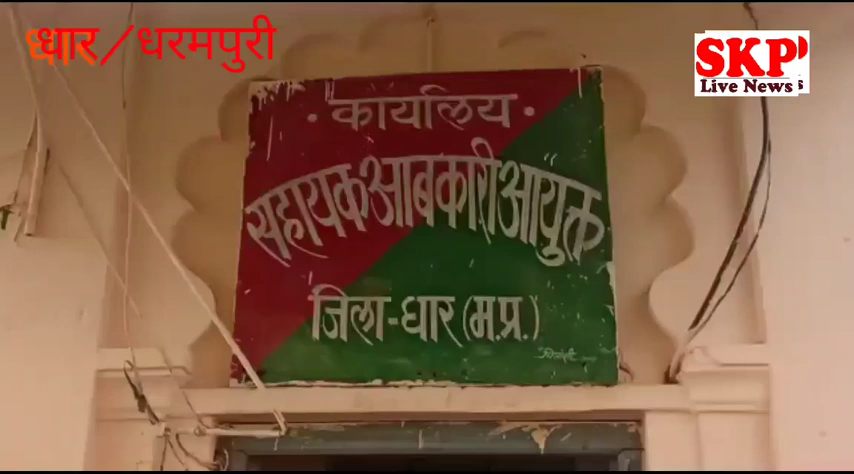 धार/धरमपुरी
SKP
Live News
• कार्यालय •
सहायक आबकारी आयुक्त
जिला-धार (म.प्र.)